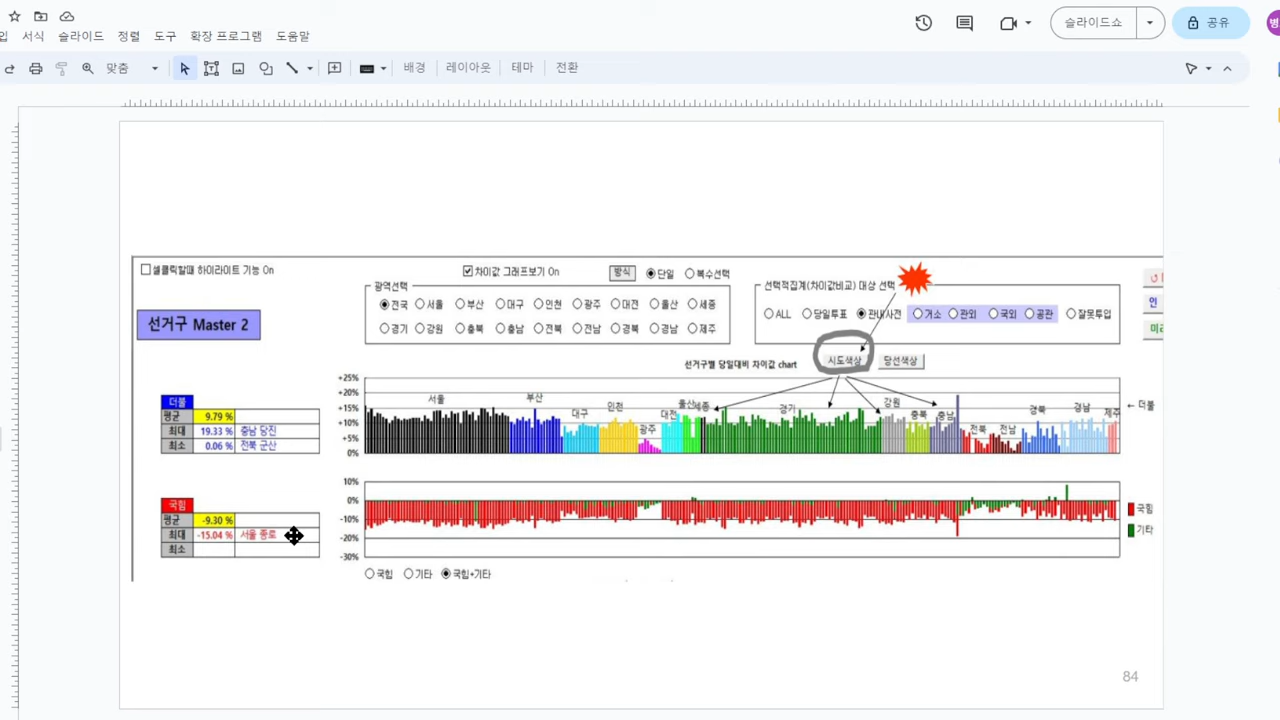 입 서식 슬라이드 정렬 도구 확장 프로그램 도움말
슬라이드쇼
공유
병
맞춤
배경 레이아웃 테마 전환
셀클릭할때 하이라이트 기능 On
차이값 그래프보기 On
방식 단일 복수선택
광역선택
전국 서울 부산 대구 인천 광주 대전 울산 세종
경기 강원 충북 충남 전북 전남 경북 경남 제주
선택적집계(차이값비교) 대상 선택
ALL 당일투표 관내사전 거소 관외 국외 공관 잘못투입
인
미리
선거구 Master 2
선거구별 당일대비 차이값 chart
시도색상 당선색상
더불
평균 9.79 %
최대 19.33 % 충남 당진
최소 0.06 % 전북 군산
+25%
+20%
+15%
+10%
+5%
0%
서울 부산 대구 인천 광주 대전 울산 세종 경기 강원 충북 충남 전북 전남 경북 경남 제주
← 더불
국힘
평균 -9.30 %
최대 -15.04 % 서울 종로
최소
10%
0%
-10%
-20%
-30%
국힘
기타
국힘 기타 국힘+기타
84